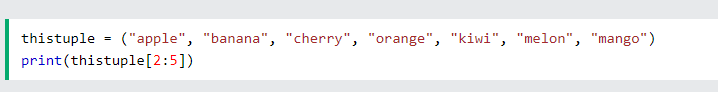 thistuple = ("apple", "banana", "cherry", "orange", "kiwi", "melon", "mango")
print(thistuple[2:5])